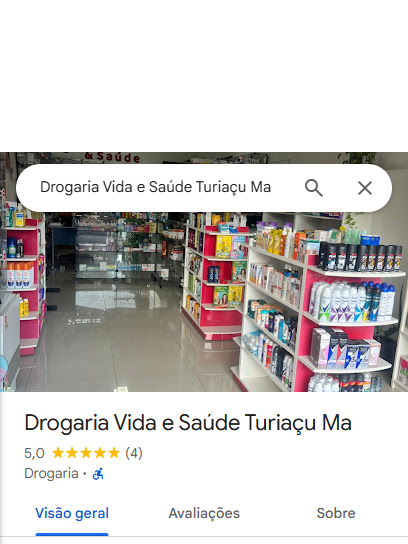 & Saúde
Drogaria Vida e Saúde Turiaçu Ma
Drogaria Vida e Saúde Turiaçu Ma
5,0 (4)
Drogaria ·
Visão geral Avaliações Sobre